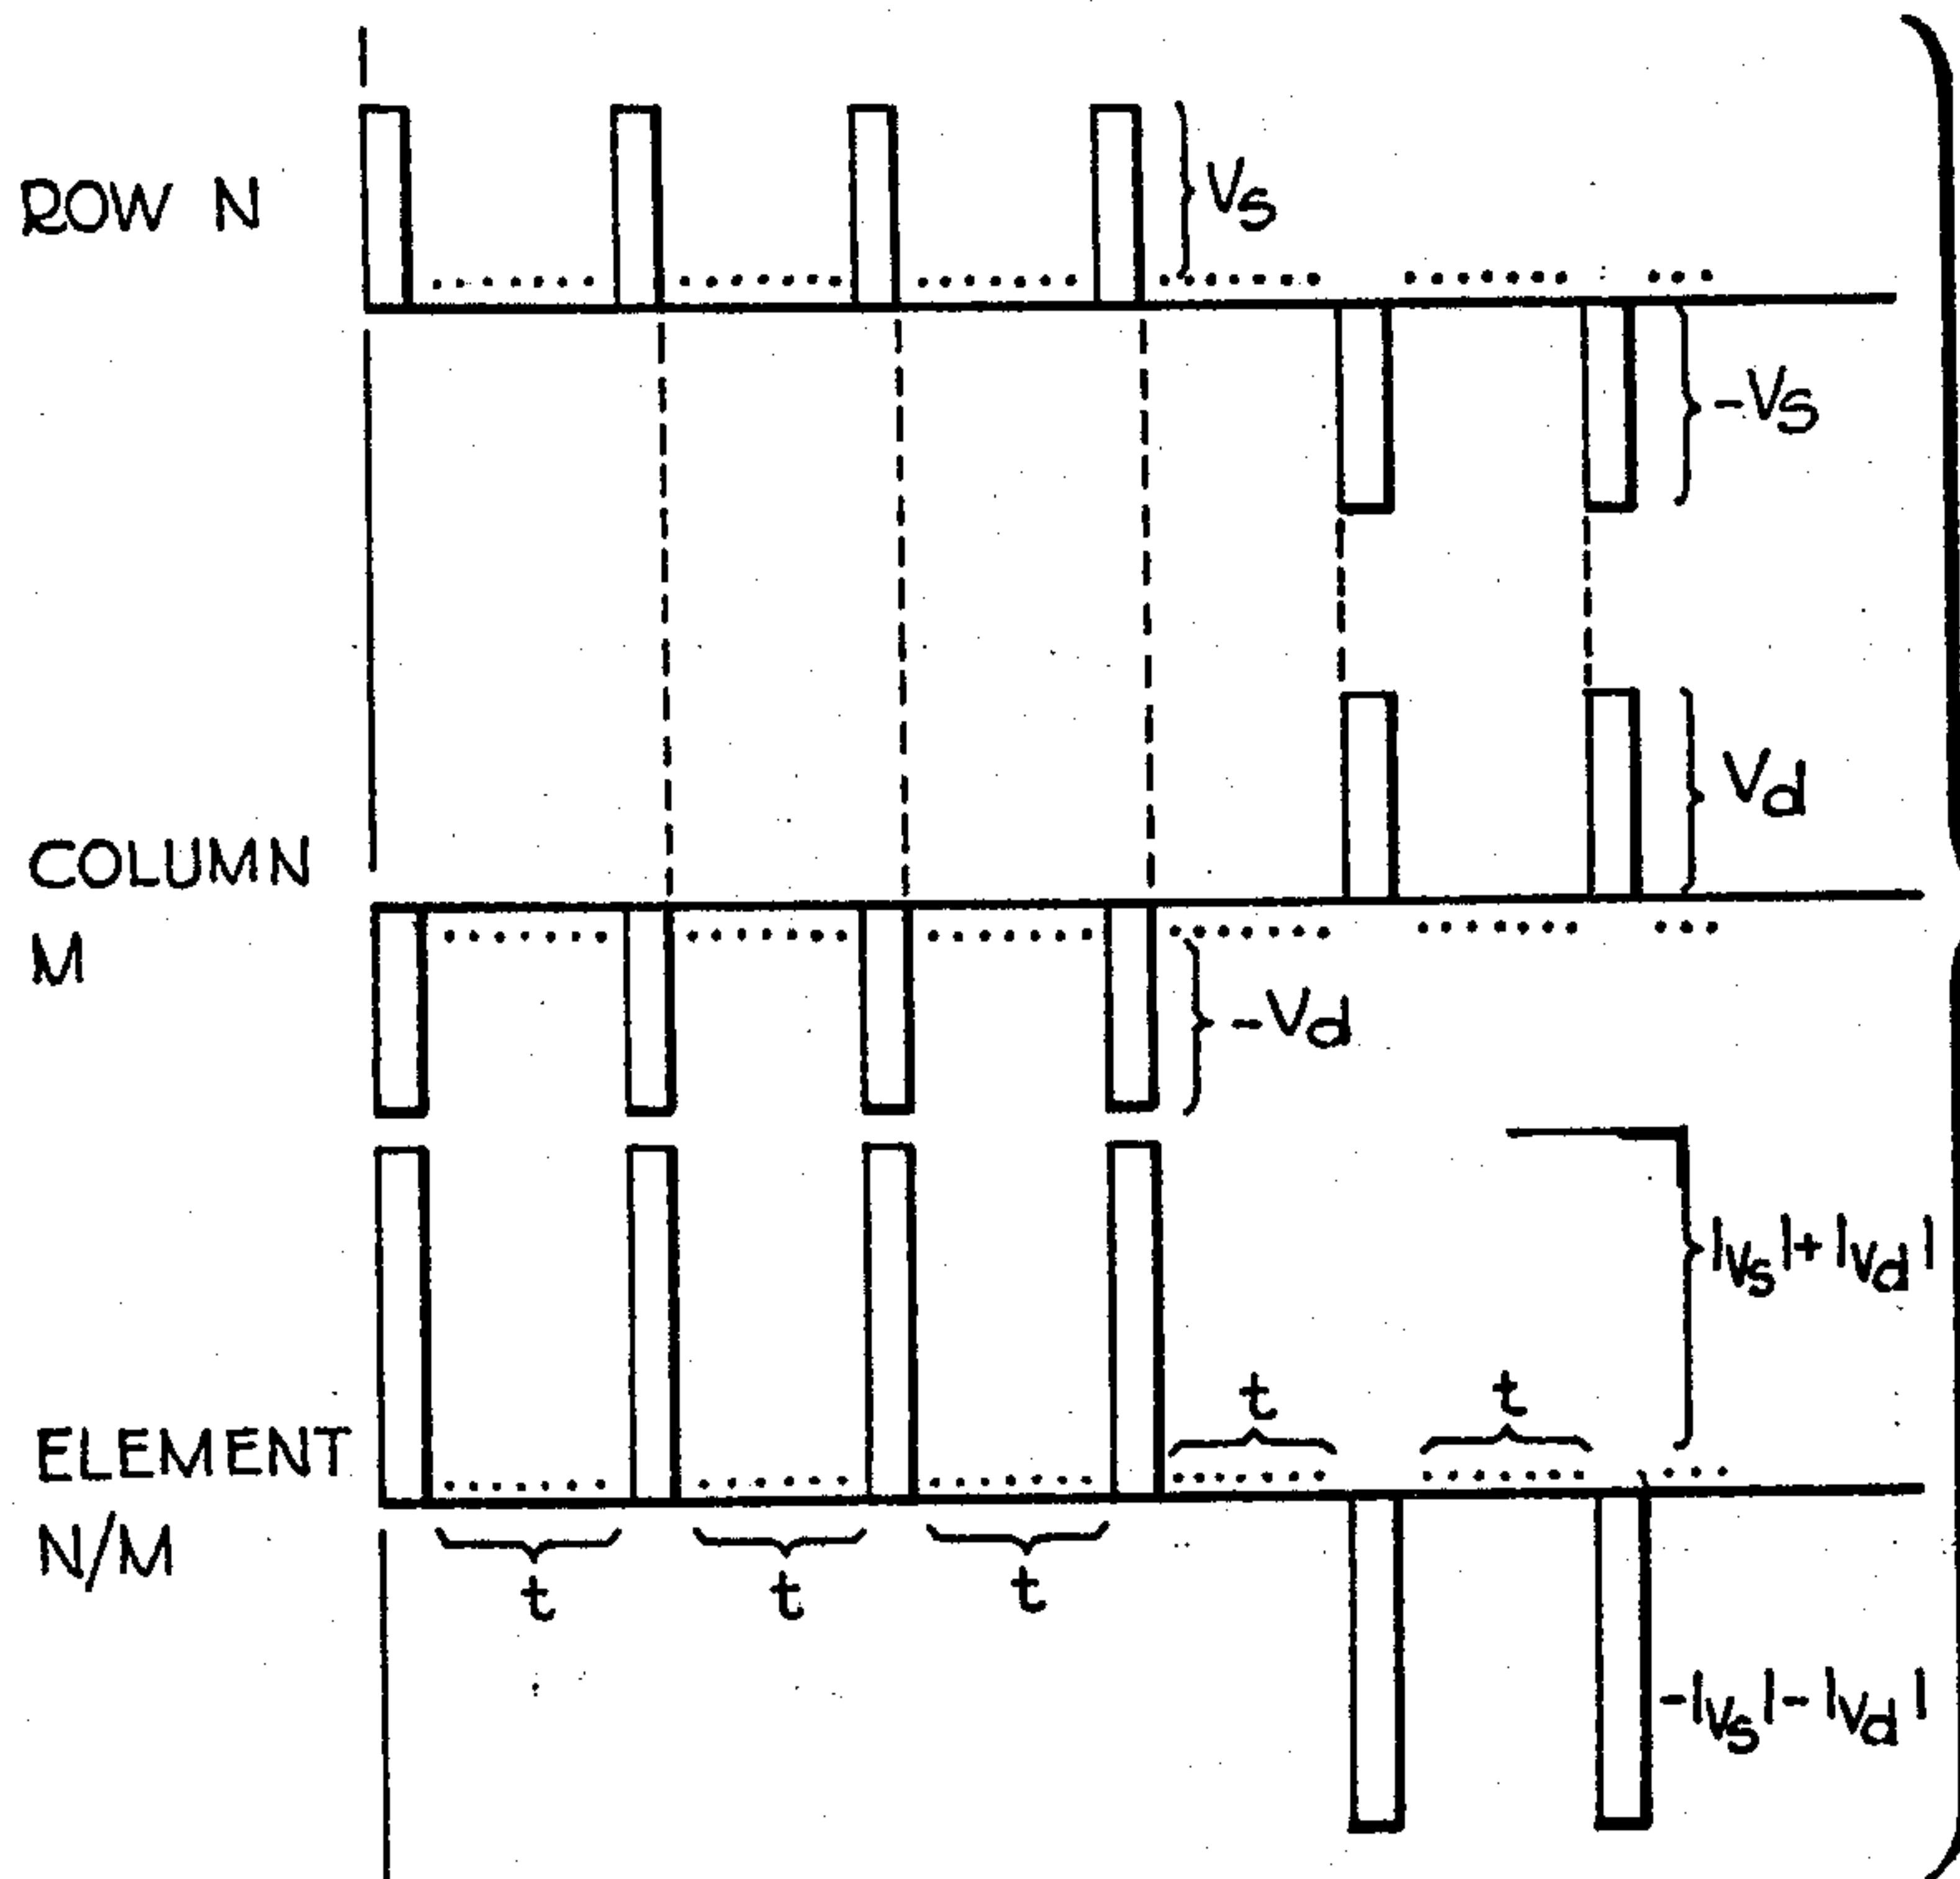 ROW N
Vs
-Vs
Vd
COLUMN
M
-Vd
|Vs|+|Vd|
t
t
ELEMENT
N/M
t
t
t
-|Vs|-|Vd|